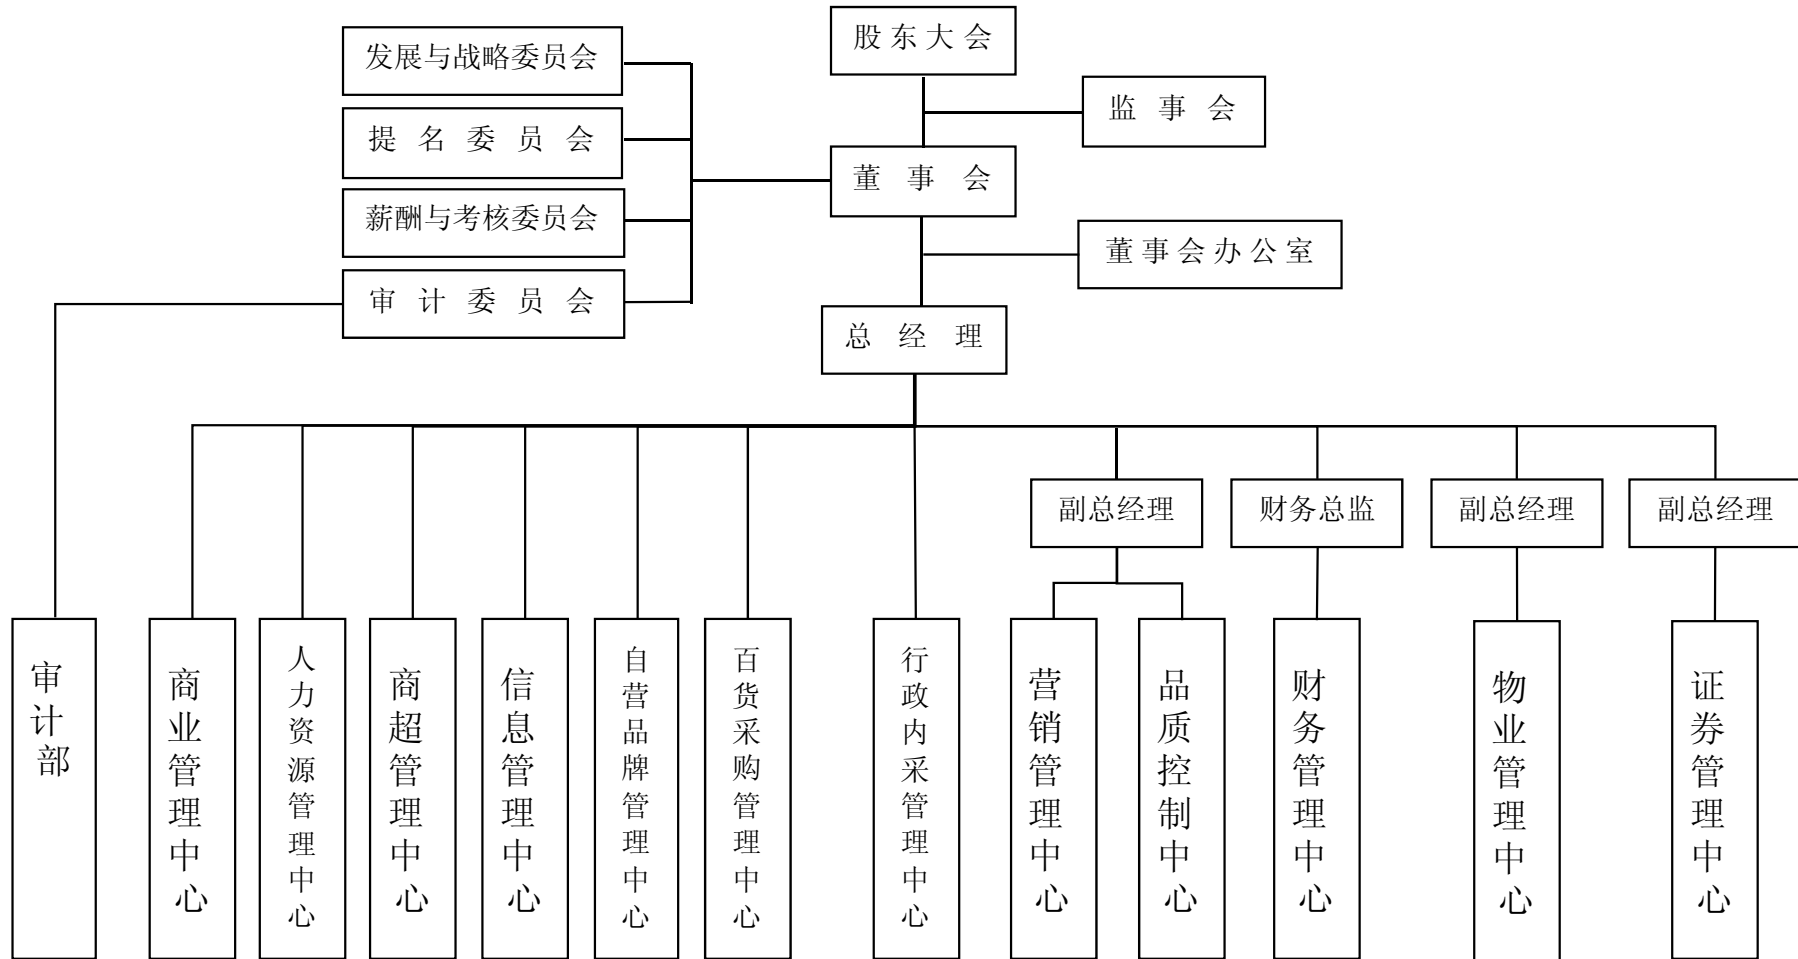 股东大会
发展与战略委员会
监事会
提名委员会
董事会
薪酬与考核委员会
董事会办公室
审计委员会
总经理
副总经理
财务总监
副总经理
副总经理
审计部
商业管理中心
人力资源管理中心
商超管理中心
信息管理中心
自营品牌管理中心
百货采购管理中心
行政内采管理中心
营销管理中心
品质控制中心
财务管理中心
物业管理中心
证券管理中心